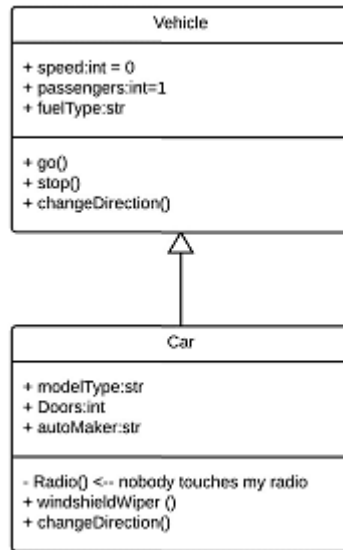 Vehicle
+ speed:int = 0
+ passengers:int=1
+ fuelType:str
+ go()
+ stop()
+ changeDirection()
Car
+ modelType:str
+ Doors:int
+ autoMaker:str
- Radio() <-- nobody touches my radio
+ windshieldWiper ()
+ changeDirection()